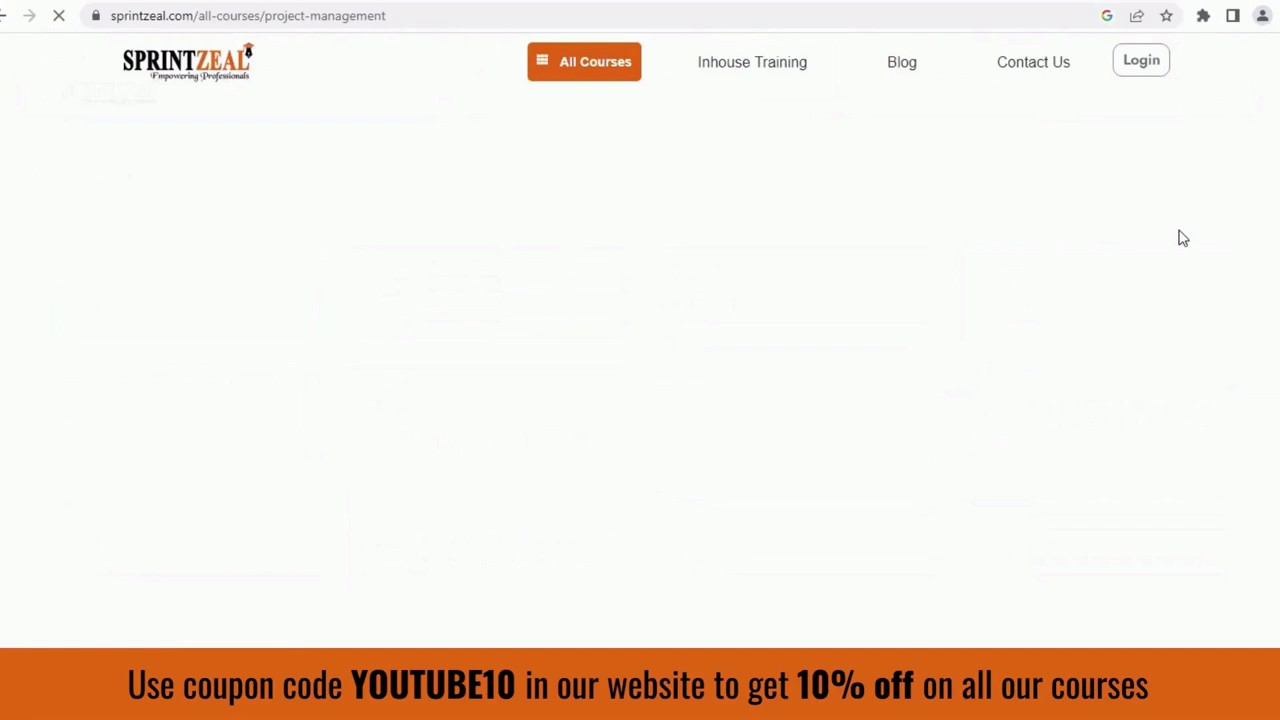 sprintzeal.com/all-courses/project-management
SPRINTZEAL
Empowering Professionals
All Courses
Inhouse Training
Blog
Contact Us
Login
Use coupon code YOUTUBE10 in our website to get 10% off on all our courses